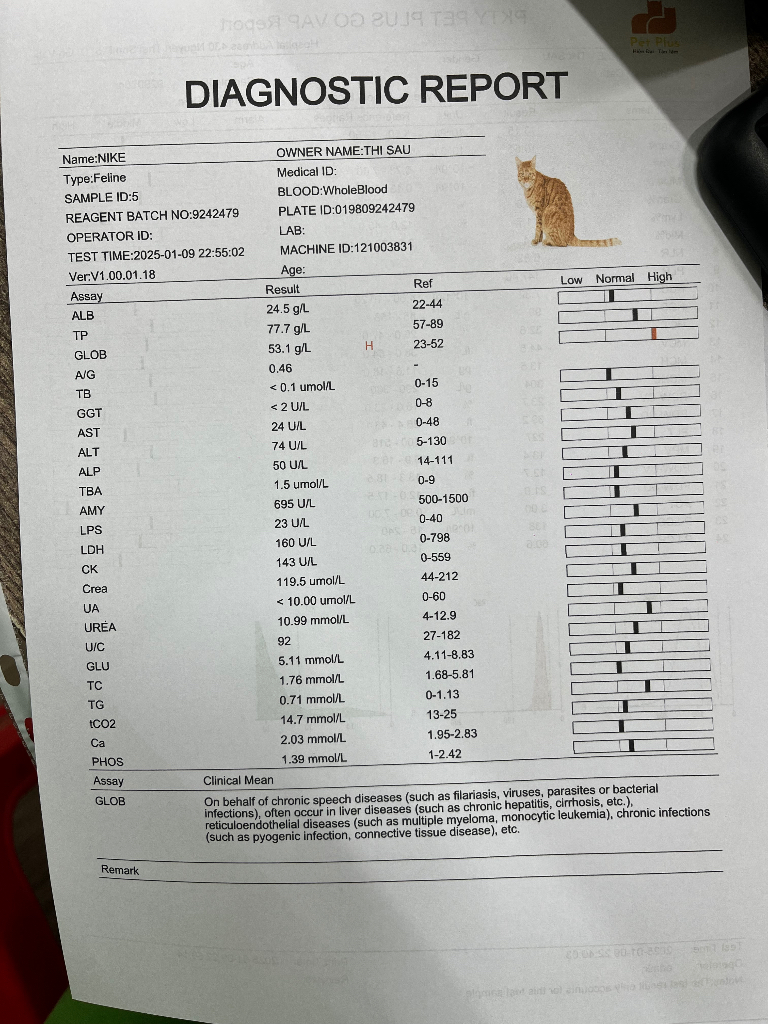 Pet Plus
DIAGNOSTIC REPORT
Name:NIKE OWNER NAME:THI SAU
Type:Feline Medical ID:
SAMPLE ID:5 BLOOD:WholeBlood
REAGENT BATCH NO:9242479 PLATE ID:019809242479
OPERATOR ID: LAB:
TEST TIME:2025-01-09 22:55:02 MACHINE ID:121003831
Ver:V1.00.01.18 Age:
Assay Result Ref Low Normal High
ALB 24.5 g/L 22-44
TP 77.7 g/L 57-89
GLOB 53.1 g/L H 23-52
A/G 0.46 -
TB < 0.1 umol/L 0-15
GGT < 2 U/L 0-8
AST 24 U/L 0-48
ALT 74 U/L 5-130
ALP 50 U/L 14-111
TBA 1.5 umol/L 0-9
AMY 695 U/L 500-1500
LPS 23 U/L 0-40
LDH 160 U/L 0-798
CK 143 U/L 0-559
Crea 119.5 umol/L 44-212
UA < 10.00 umol/L 0-60
UREA 10.99 mmol/L 4-12.9
U/C 92 27-182
GLU 5.11 mmol/L 4.11-8.83
TC 1.76 mmol/L 1.68-5.81
TG 0.71 mmol/L 0-1.13
tCO2 14.7 mmol/L 13-25
Ca 2.03 mmol/L 1.95-2.83
PHOS 1.39 mmol/L 1-2.42
Assay Clinical Mean
GLOB On behalf of chronic speech diseases (such as filariasis, viruses, parasites or bacterial
infections), often occur in liver diseases (such as chronic hepatitis, cirrhosis, etc.),
reticuloendothelial diseases (such as multiple myeloma, monocytic leukemia), chronic infections
(such as pyogenic infection, connective tissue disease), etc.
Remark